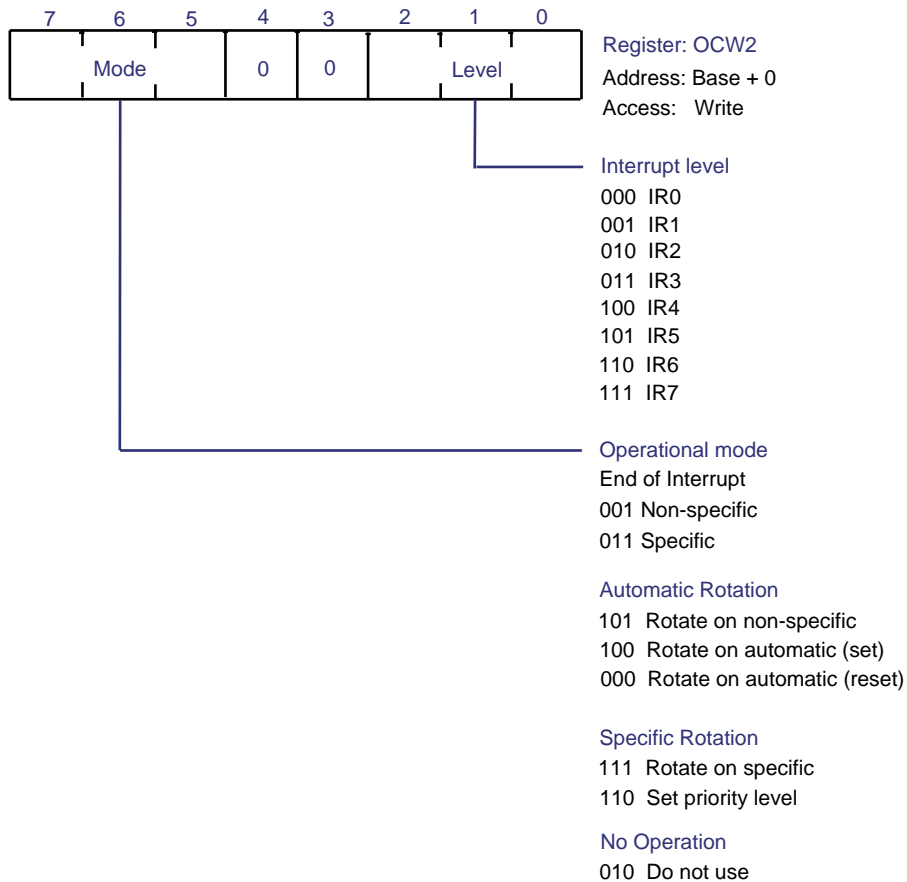 7 6 5 4 3 2 1 0
Mode 0 0 Level
Register: OCW2
Address: Base + 0
Access: Write
Interrupt level
000 IR0
001 IR1
010 IR2
011 IR3
100 IR4
101 IR5
110 IR6
111 IR7
Operational mode
End of Interrupt
001 Non-specific
011 Specific
Automatic Rotation
101 Rotate on non-specific
100 Rotate on automatic (set)
000 Rotate on automatic (reset)
Specific Rotation
111 Rotate on specific
110 Set priority level
No Operation
010 Do not use